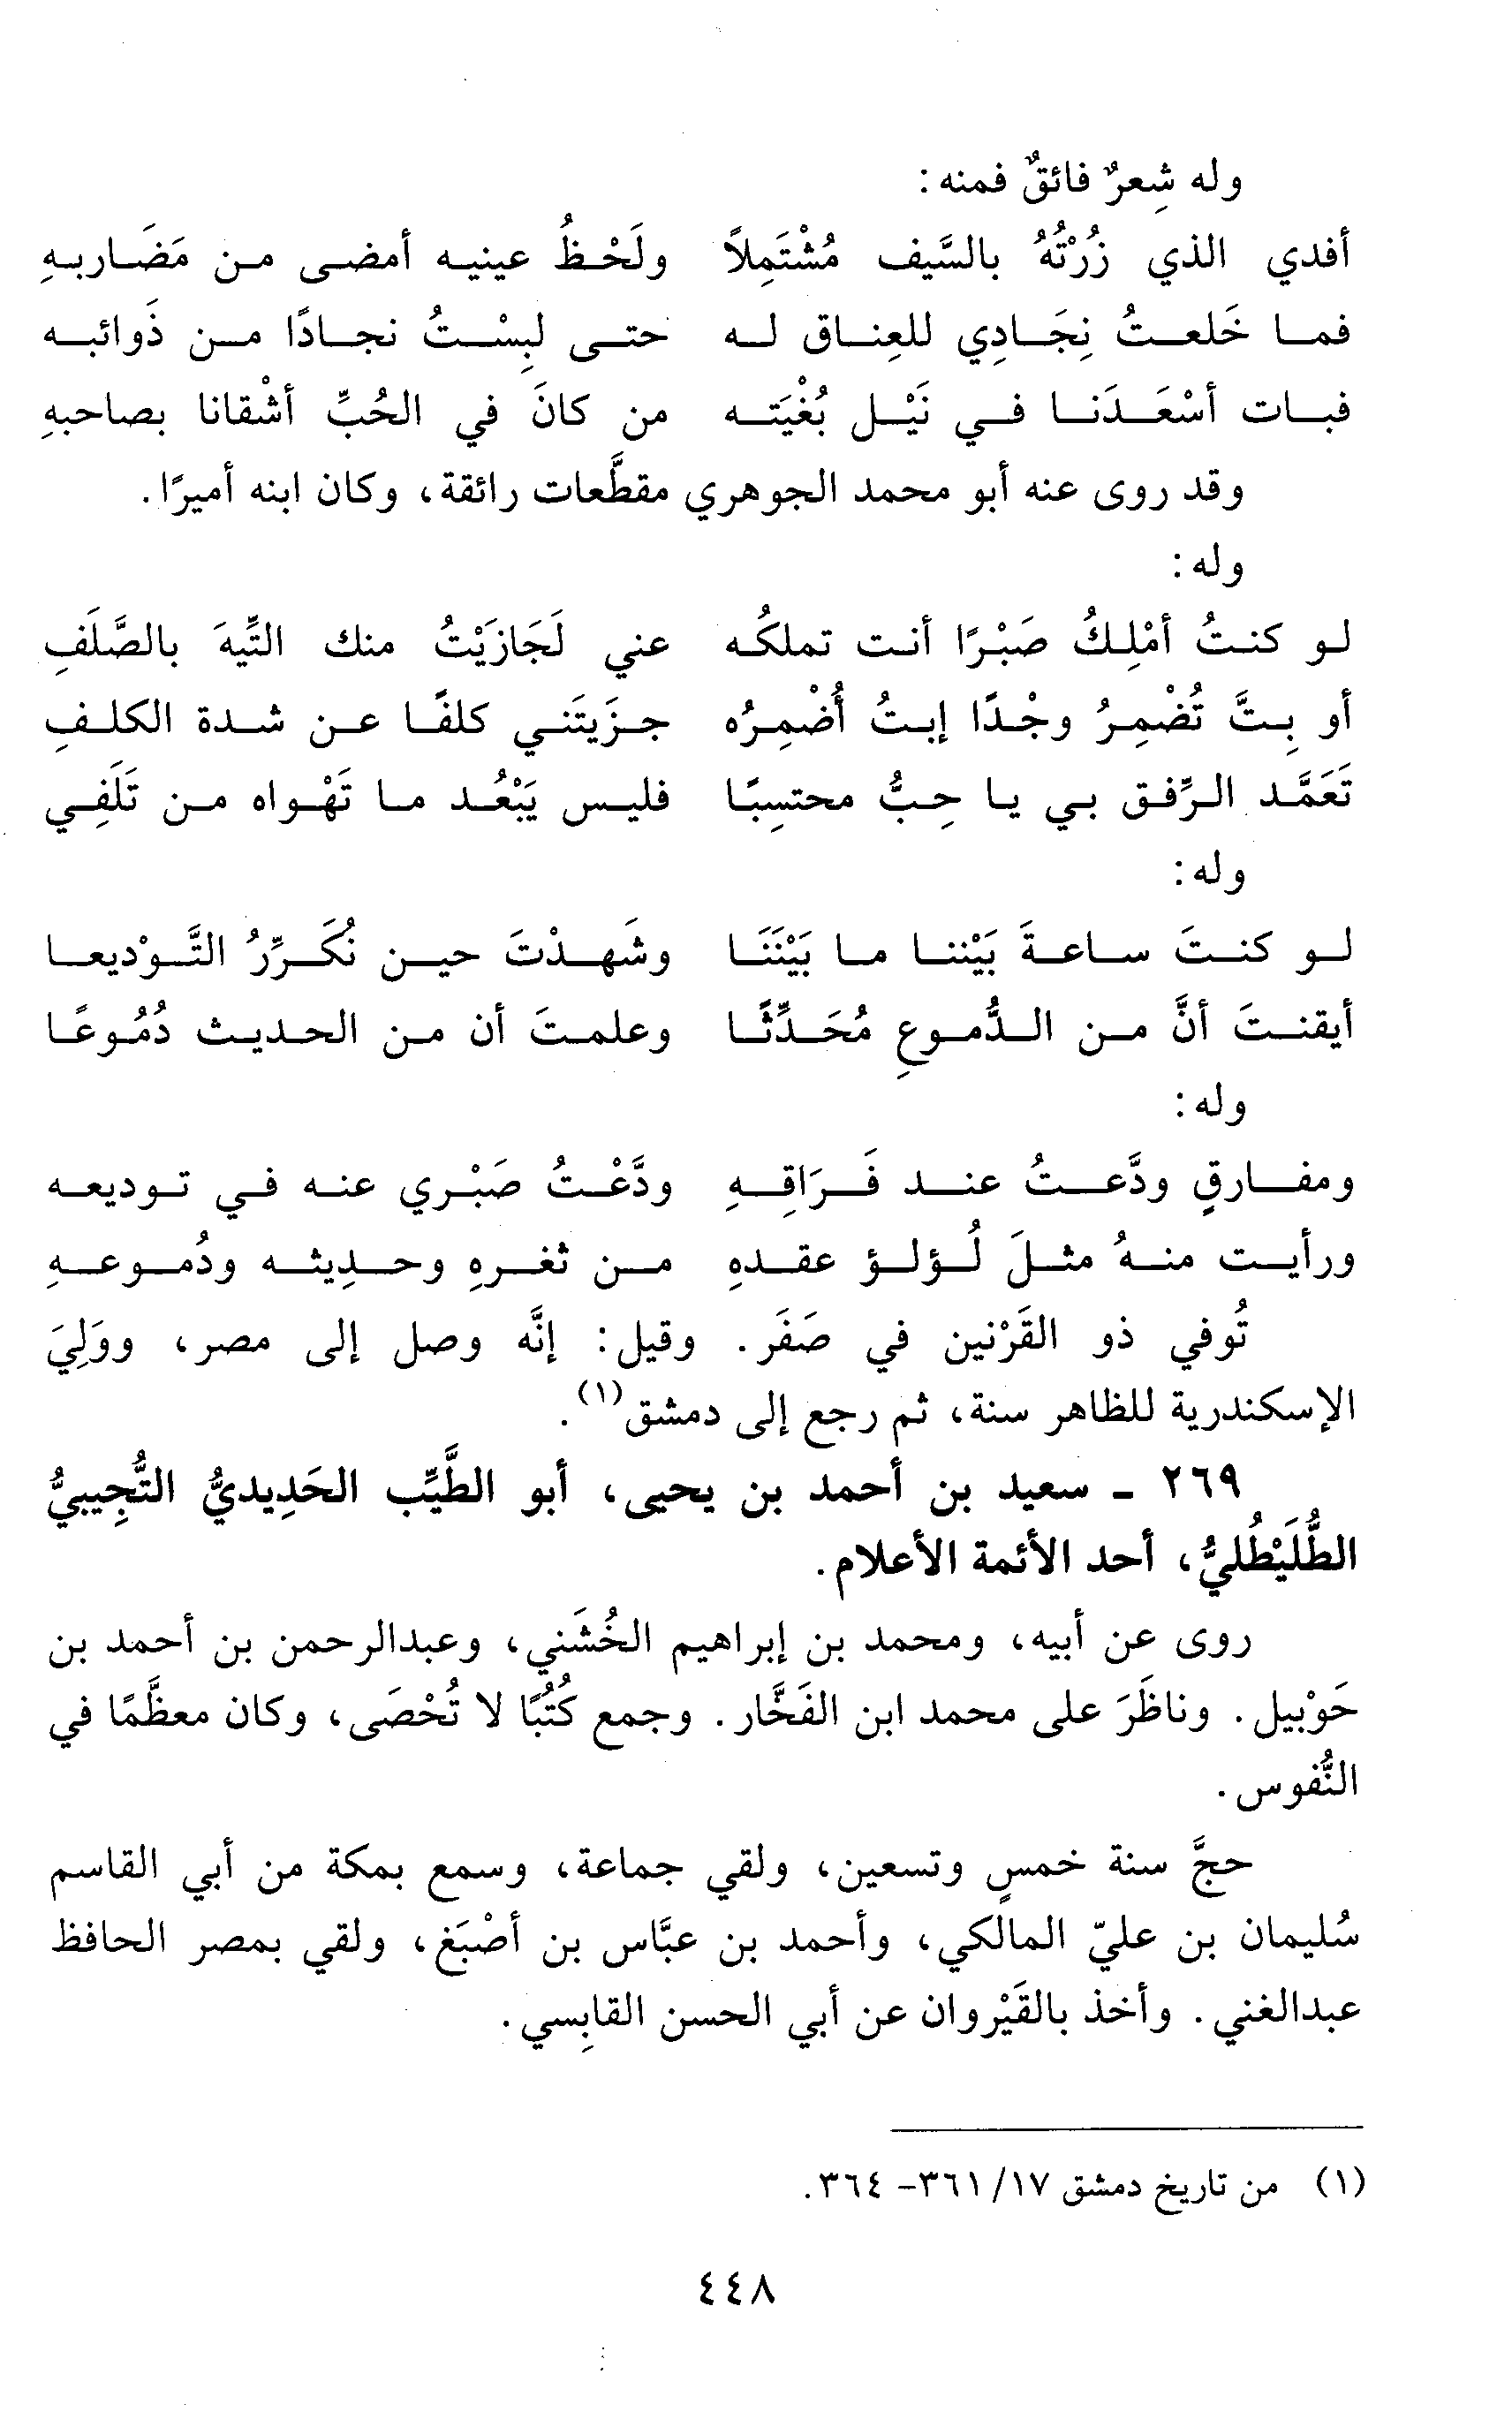 وله شِعرٌ فائقٌ فمنه:
أفدي الذي زُرْتُهُ بالسَّيف مُشْتَمِلاً ولَحْظُ عينيه أمضى من مَضَاربهِ
فما خَلعتُ نِجَادِي للعِناق له حتى لبِسْتُ نجادًا من ذَوائبه
فبات أسْعَدَنا في نَيْل بُغْيَته من كانَ في الحُبِّ أشْقانا بصاحبهِ
وقد روى عنه أبو محمد الجوهري مقطَّعات رائقة، وكان ابنه أميرًا.
وله:
لو كنتُ أمْلِكُ صَبْرًا أنت تملكُه عني لَجَازَيْتُ منك التِّيهَ بالصَّلَفِ
أو بِتَّ تُضْمِرُ وجْدًا إبتُ أُضْمِرُه جزَيتَني كلفًا عن شدة الكلفِ
تَعَمَّد الرِّفق بي يا حِبُّ محتسِبًا فليس يَبْعُد ما تَهْواه من تَلَفِي
وله:
لو كنتَ ساعةَ بَيْننا ما بَيْنَنَا وشَهدْتَ حين نُكَرِّرُ التَّوْديعا
أيقنتَ أنَّ من الدُّموعِ مُحَدِّثًا وعلمتَ أن من الحديث دُمُوعًا
وله:
ومفارقٍ ودَّعتُ عند فَرَاقِهِ ودَّعْتُ صَبْري عنه في توديعه
ورأيت منهُ مثلَ لُؤلؤ عقدهِ من ثغرهِ وحدِيثه ودُموعهِ
تُوفي ذو القَرْنين في صَفَر. وقيل: إنَّه وصل إلى مصر، ووَلِيَ
الإسكندرية للظاهر سنة، ثم رجع إلى دمشق(١).
٢٦٩ ـ سعيد بن أحمد بن يحيى، أبو الطَّيِّب الحَدِيديُّ التُّجِيبيُّ
الطُّلَيْطُليُّ، أحد الأئمة الأعلام.
روى عن أبيه، ومحمد بن إبراهيم الخُشَني، وعبدالرحمن بن أحمد بن
حَوْبيل. وناظَرَ على محمد ابن الفَخَّار. وجمع كُتُبًا لا تُحْصَى، وكان معظَّمًا في
النُّفوس.
حجَّ سنة خمسٍ وتسعين، ولقي جماعة، وسمع بمكة من أبي القاسم
سُليمان بن عليّ المالكي، وأحمد بن عبَّاس بن أصْبَغ، ولقي بمصر الحافظ
عبدالغني. وأخذ بالقَيْروان عن أبي الحسن القابِسي.
(١) من تاريخ دمشق ١٧/ ٣٦١- ٣٦٤.
٤٤٨